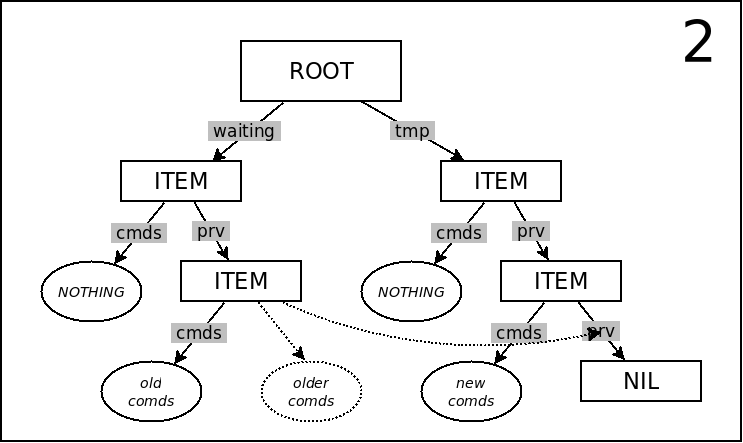 2
ROOT
waiting
tmp
ITEM
ITEM
cmds
prv
cmds
prv
NOTHING
ITEM
NOTHING
ITEM
cmds
cmds
prv
old
comds
older
comds
new
comds
NIL